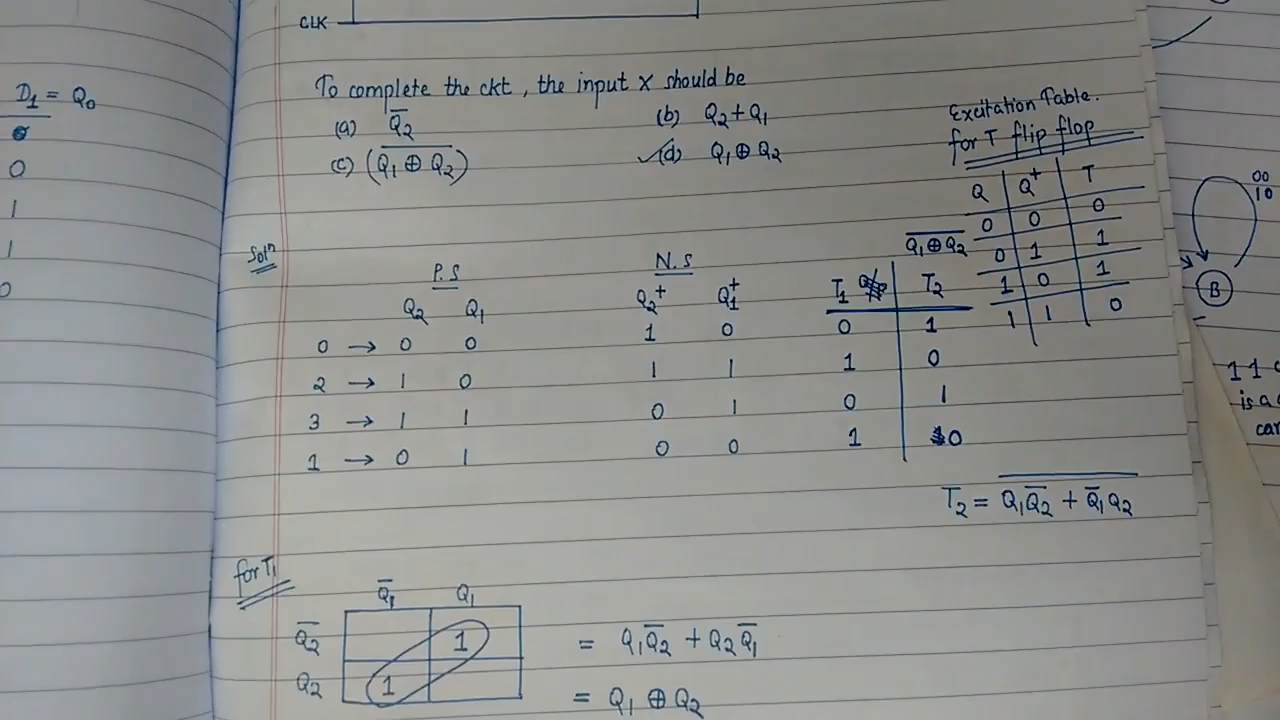 CLK
To complete the ckt, the input X should be
(a) Q̅₂ (b) Q₂ + Q₁
(c) (Q₁ ⊕ Q₂)̅ ✓(d) Q₁ ⊕ Q₂
Excitation Table.
for T flip flop
Q Q⁺ T
0 0 0
0 1 1
1 0 1
1 1 0
D₁ = Q₀
0
0
1
1
0
Solⁿ
P.S N.S
Q₂ Q₁ Q₂⁺ Q₁⁺ T₁ T₂
(Q₁ ⊕ Q₂)̅
0 → 0 0 1 0 0 1
2 → 1 0 1 1 1 0
3 → 1 1 0 1 0 1
1 → 0 1 0 0 1 0
T₂ = (Q₁Q̅₂ + Q̅₁Q₂)̅
for T₁
Q̅₁ Q₁
Q̅₂ 1
Q₂ 1
= Q₁Q̅₂ + Q₂Q̅₁
= Q₁ ⊕ Q₂
00
10
B
11
is a